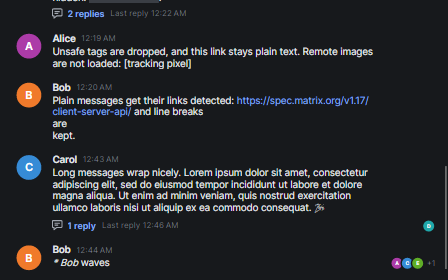 2 replies Last reply 12:22 AM
A
Alice 12:19 AM
Unsafe tags are dropped, and this link stays plain text. Remote images
are not loaded: [tracking pixel]
B
Bob 12:20 AM
Plain messages get their links detected: https://spec.matrix.org/v1.17/
client-server-api/ and line breaks
are
kept.
C
Carol 12:43 AM
Long messages wrap nicely. Lorem ipsum dolor sit amet, consectetur
adipiscing elit, sed do eiusmod tempor incididunt ut labore et dolore
magna aliqua. Ut enim ad minim veniam, quis nostrud exercitation
ullamco laboris nisi ut aliquip ex ea commodo consequat.
1 reply Last reply 12:46 AM
D
B
Bob 12:44 AM
* Bob waves
A C E +1